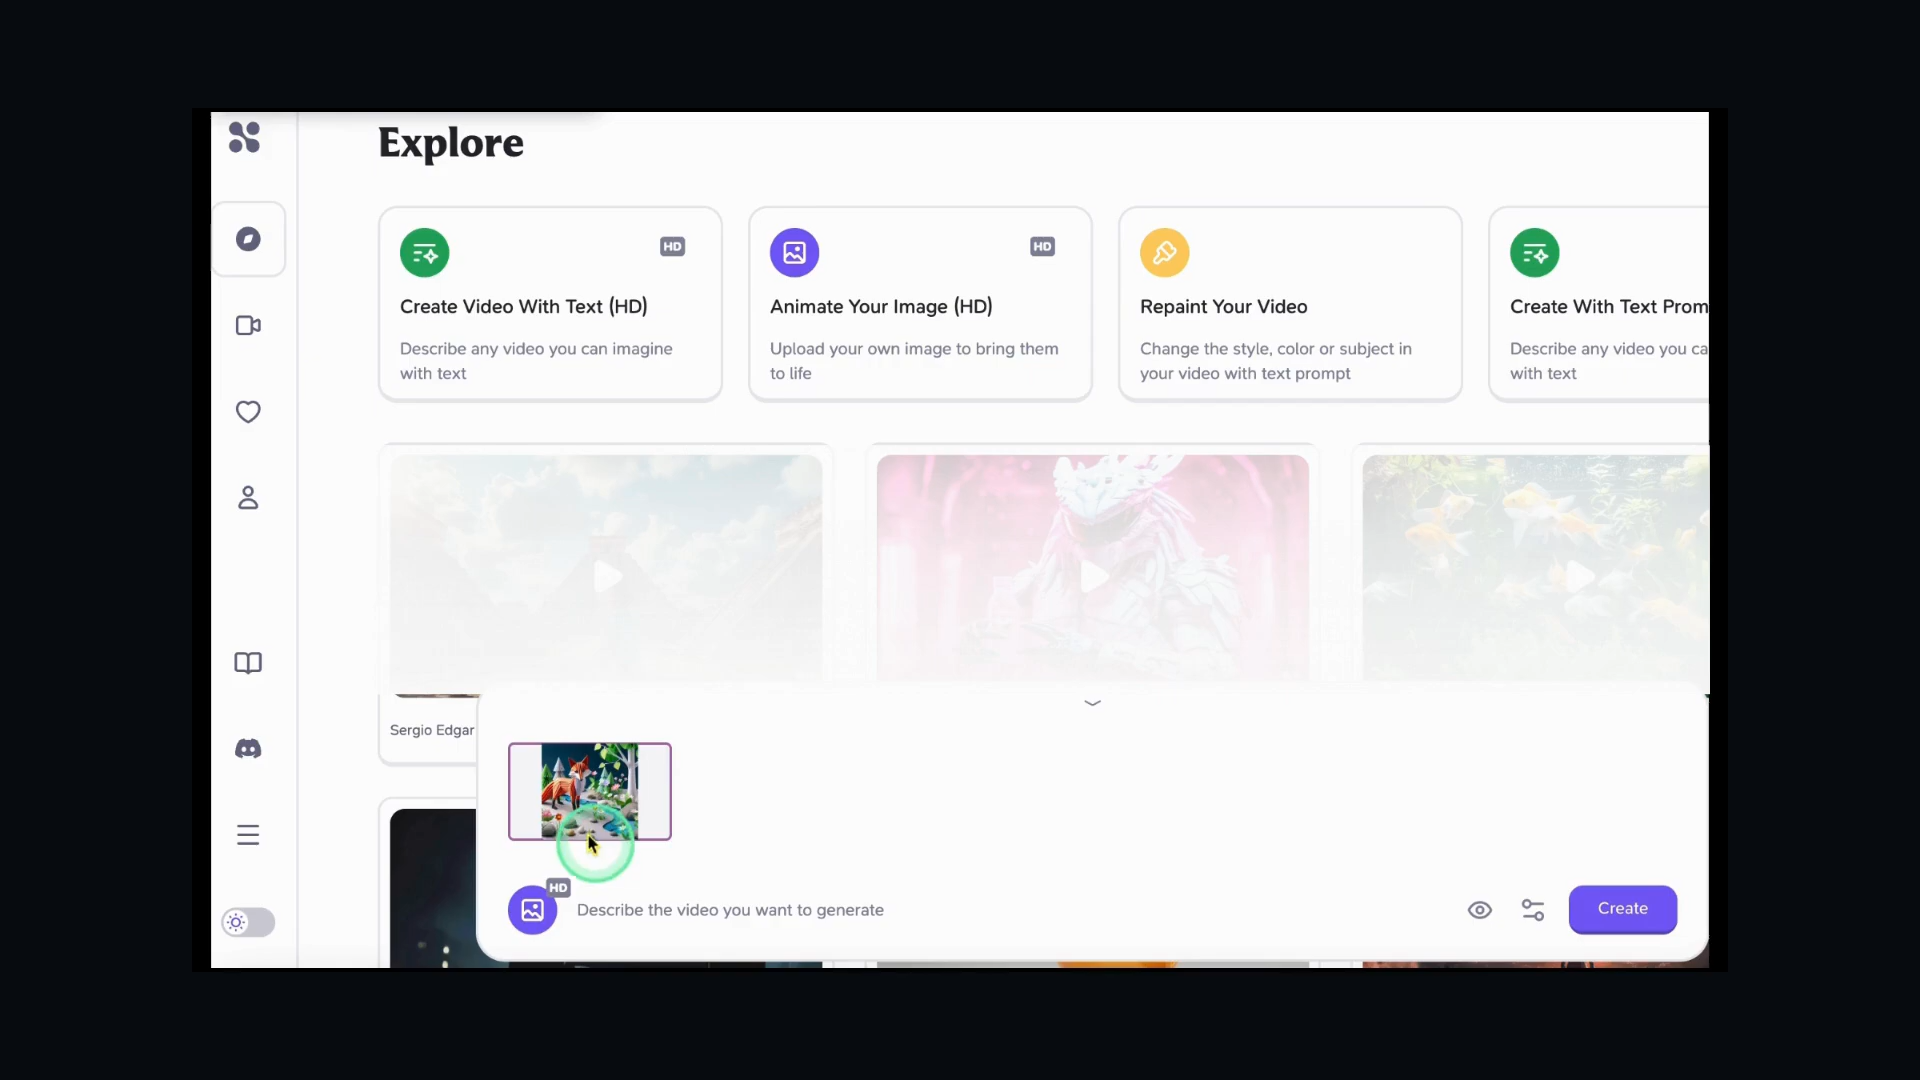 Explore
HD
Create Video With Text (HD)
Describe any video you can imagine
with text
HD
Animate Your Image (HD)
Upload your own image to bring them
to life
Repaint Your Video
Change the style, color or subject in
your video with text prompt
Create With Text Prom
Describe any video you ca
with text
Sergio Edgar
HD
Describe the video you want to generate
Create